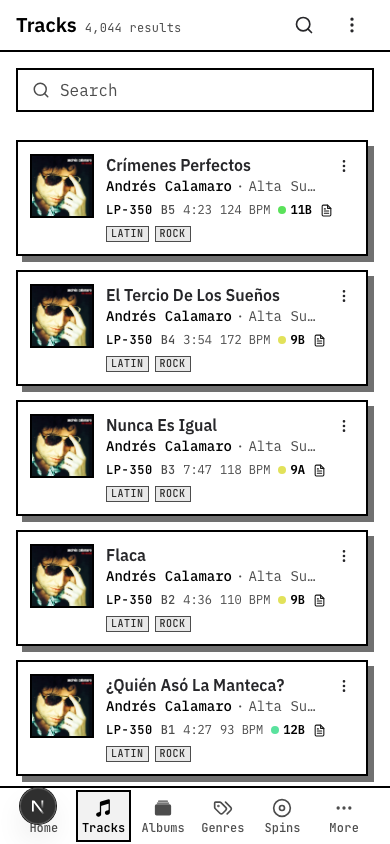 Tracks 4,044 results
Search
Crímenes Perfectos
Andrés Calamaro · Alta Su…
LP-350 B5 4:23 124 BPM 11B
LATIN ROCK
El Tercio De Los Sueños
Andrés Calamaro · Alta Su…
LP-350 B4 3:54 172 BPM 9B
LATIN ROCK
Nunca Es Igual
Andrés Calamaro · Alta Su…
LP-350 B3 7:47 118 BPM 9A
LATIN ROCK
Flaca
Andrés Calamaro · Alta Su…
LP-350 B2 4:36 110 BPM 9B
LATIN ROCK
¿Quién Asó La Manteca?
Andrés Calamaro · Alta Su…
LP-350 B1 4:27 93 BPM 12B
LATIN ROCK
N
Home Tracks Albums Genres Spins More